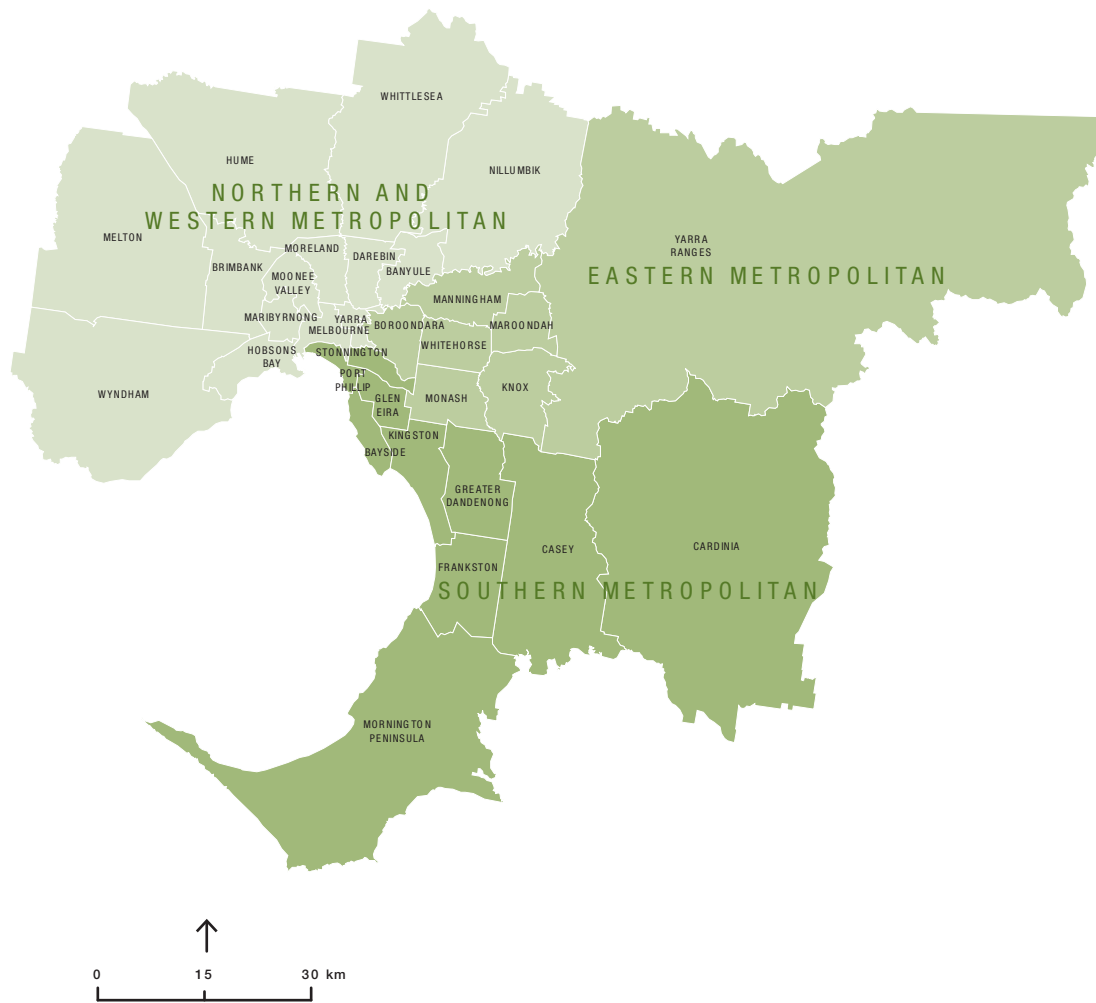 WHITTLESEA
HUME
NILLUMBIK
NORTHERN AND
WESTERN METROPOLITAN
MELTON
MORELAND
DAREBIN
BRIMBANK
BANYULE
MOONEE
VALLEY
YARRA
RANGES
EASTERN METROPOLITAN
MANNINGHAM
MARIBYRNONG
YARRA
MELBOURNE
BOROONDARA
MAROONDAH
WHITEHORSE
HOBSONS
BAY
STONNINGTON
PORT
PHILLIP
WYNDHAM
GLEN
EIRA
MONASH
KNOX
KINGSTON
BAYSIDE
GREATER
DANDENONG
CASEY
CARDINIA
FRANKSTON
SOUTHERN METROPOLITAN
MORNINGTON
PENINSULA
0 15 30 km